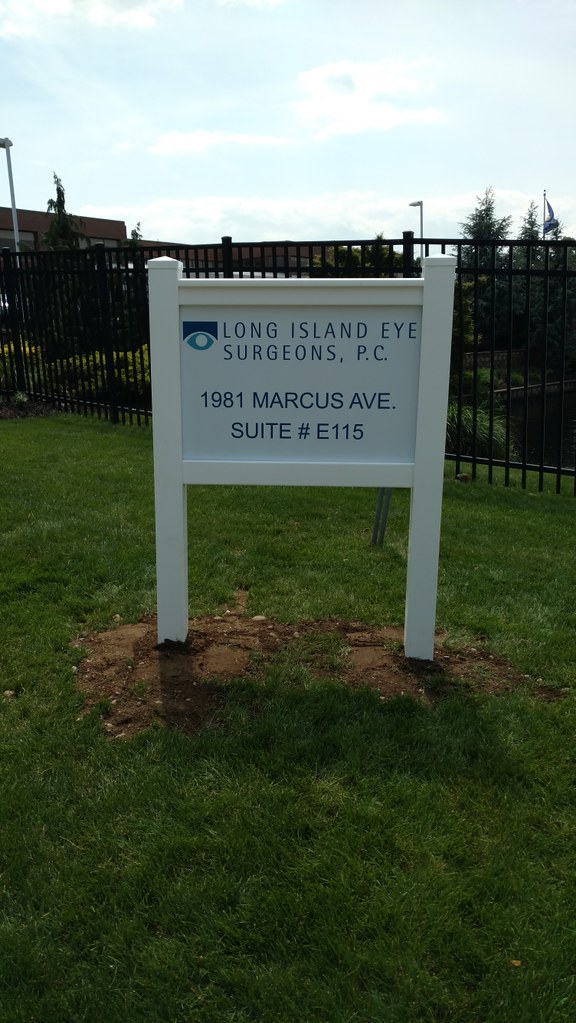 LONG ISLAND EYE
SURGEONS, P.C.
1981 MARCUS AVE.
SUITE # E115